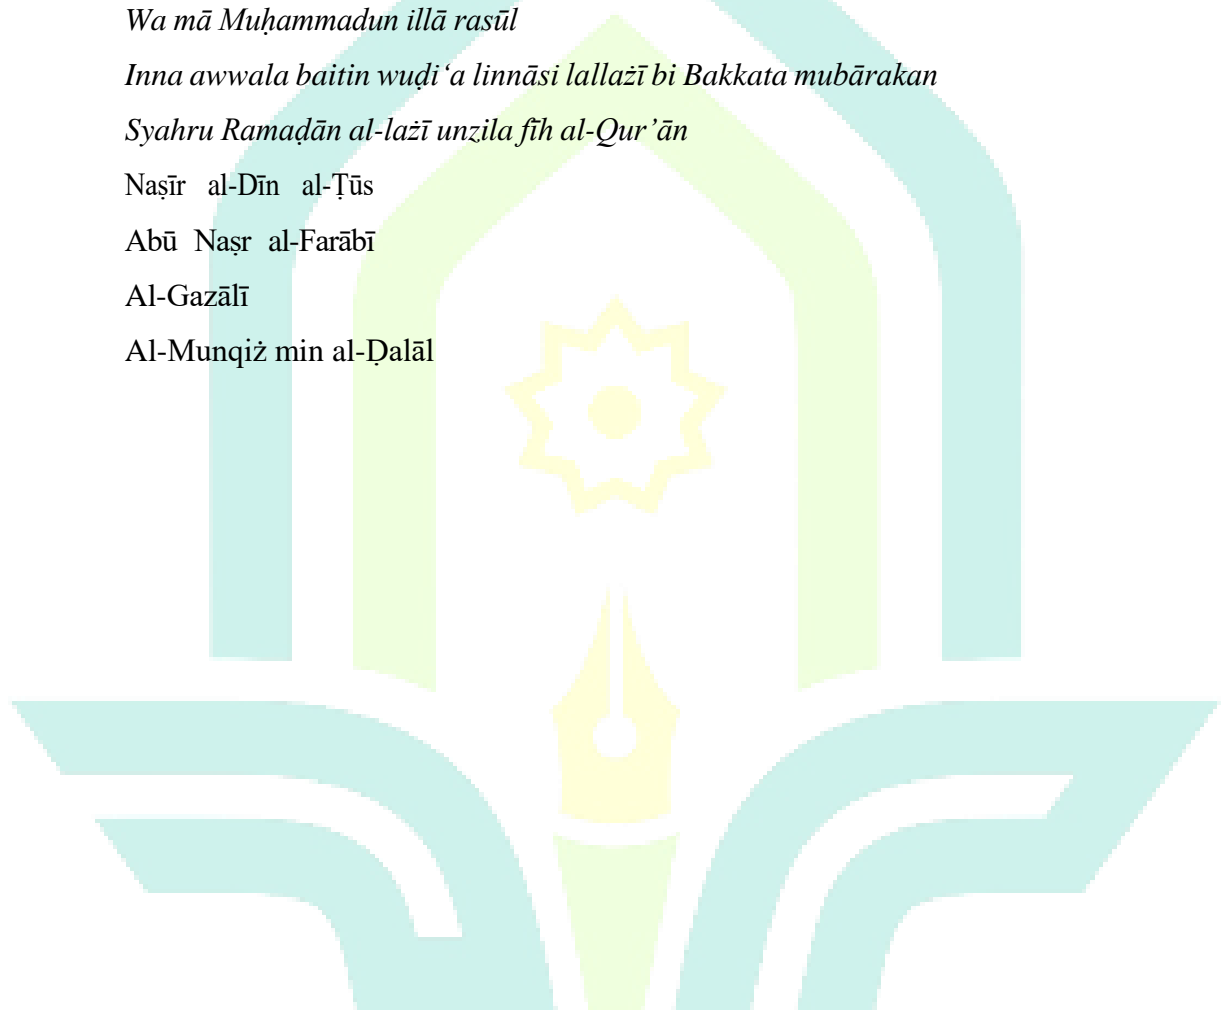 Wa mā Muḥammadun illā rasūl
Inna awwala baitin wuḍi‘a linnāsi lallażī bi Bakkata mubārakan
Syahru Ramaḍān al-lażī unzila fīh al-Qur’ān
Naṣīr al-Dīn al-Ṭūs
Abū Naṣr al-Farābī
Al-Gazālī
Al-Munqiż min al-Ḍalāl